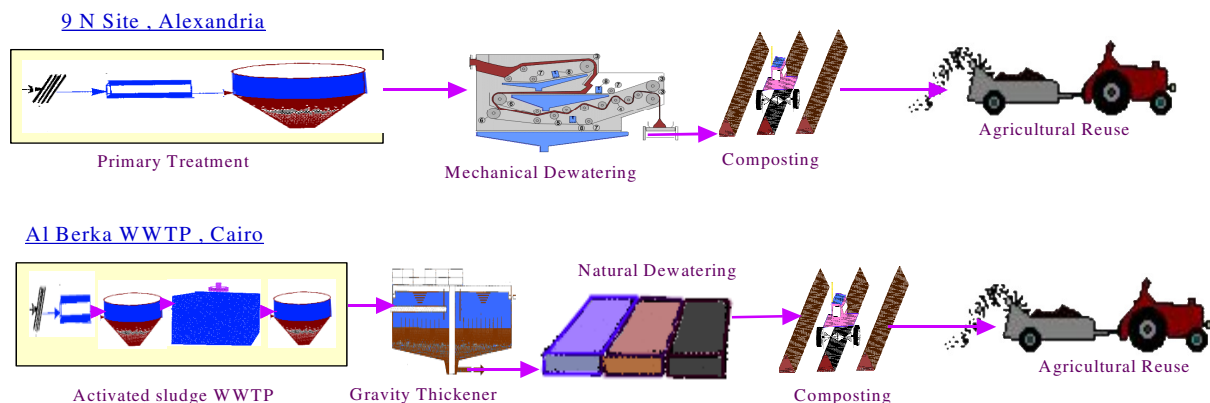 9 N Site , Alexandria
Primary Treatment
Mechanical Dewatering
Composting
Agricultural Reuse
Al Berka WWTP , Cairo
Activated sludge WWTP
Gravity Thickener
Natural Dewatering
Composting
Agricultural Reuse